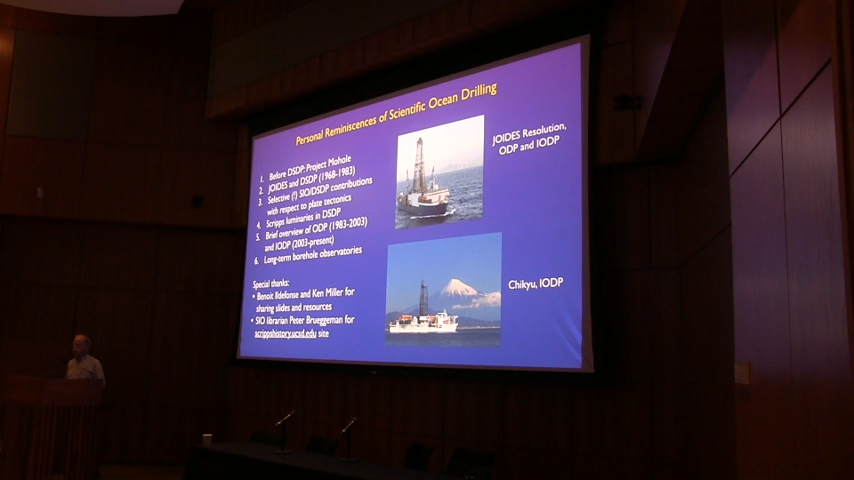 Personal Reminiscences of Scientific Ocean Drilling
1. Before DSDP: Project Mohole
2. JOIDES and DSDP (1968-1983)
3. Selective (!) SIO/DSDP contributions
with respect to plate tectonics
4. Scripps luminaries in DSDP
5. Brief overview of ODP (1983-2003)
and IODP (2003-present)
6. Long-term borehole observatories
Special thanks:
• Benoit Ildefonse and Ken Miller for
sharing slides and resources
• SIO librarian Peter Brueggeman for
scrippshistory.ucsd.edu site
JOIDES Resolution,
ODP and IODP
Chikyu, IODP